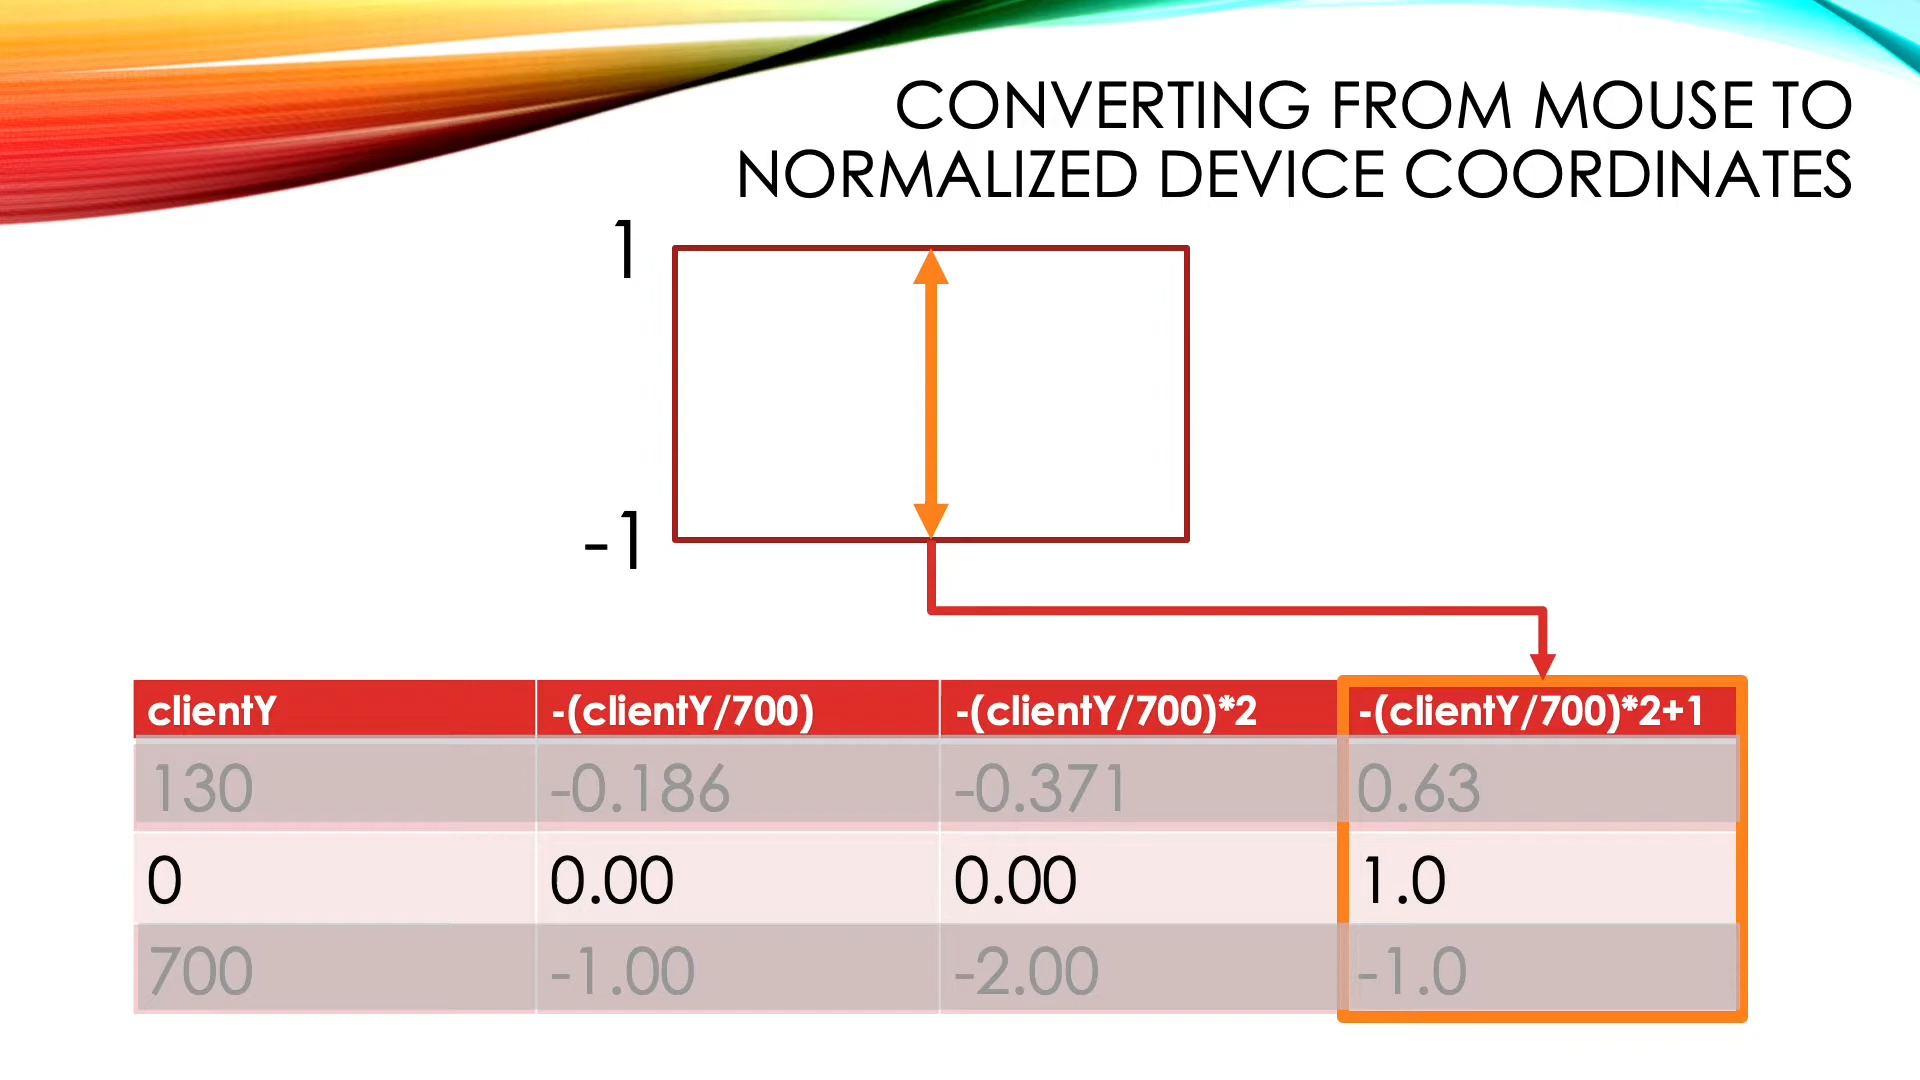 CONVERTING FROM MOUSE TO
NORMALIZED DEVICE COORDINATES
1
-1
clientY -(clientY/700) -(clientY/700)*2 -(clientY/700)*2+1
130 -0.186 -0.371 0.63
0 0.00 0.00 1.0
700 -1.00 -2.00 -1.0